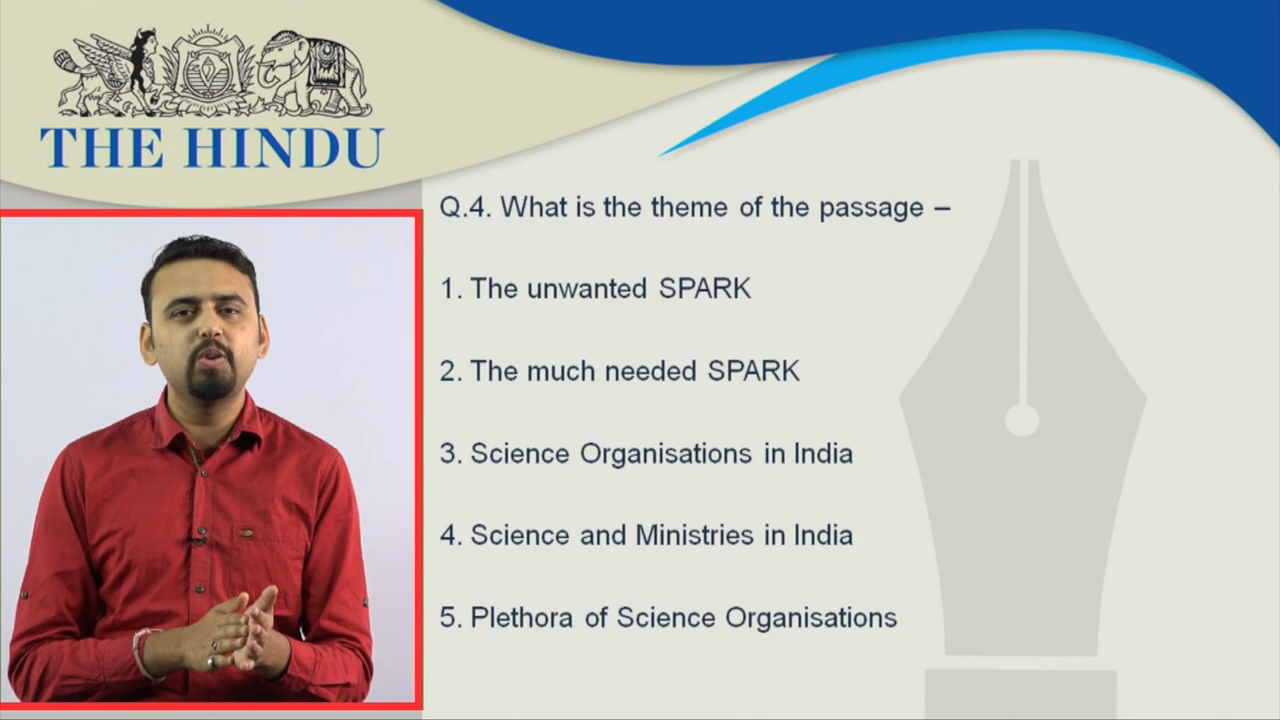 THE HINDU
Q.4. What is the theme of the passage –
1. The unwanted SPARK
2. The much needed SPARK
3. Science Organisations in India
4. Science and Ministries in India
5. Plethora of Science Organisations